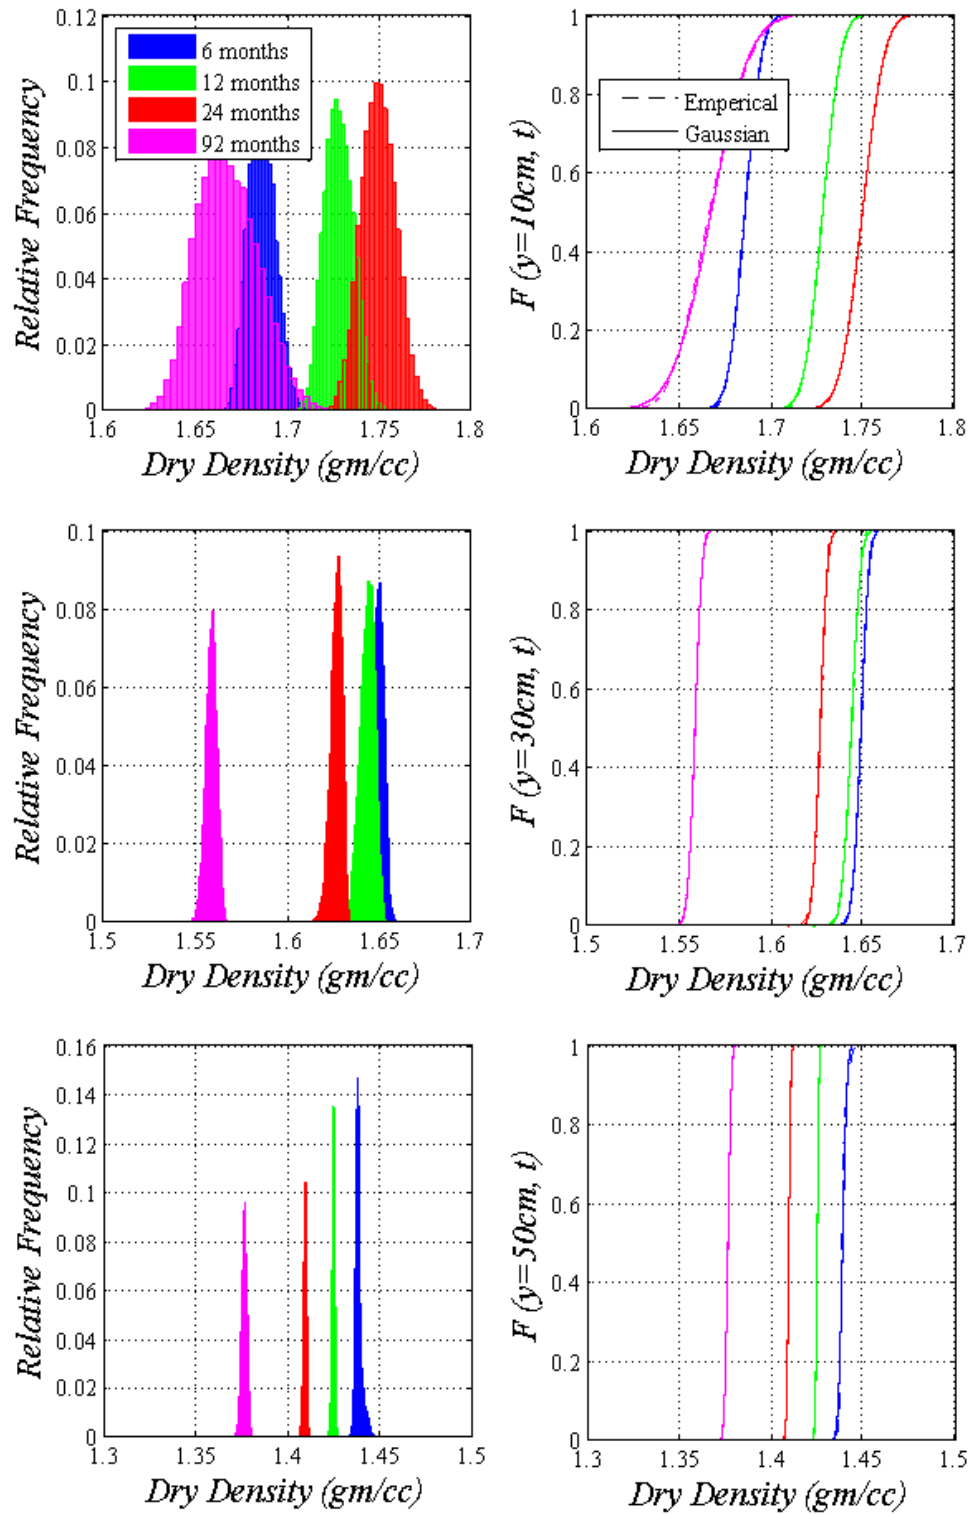 0.12
0.1
0.08
0.06
0.04
0.02
0
Relative Frequency
6 months
12 months
24 months
92 months
1.6 1.65 1.7 1.75 1.8
Dry Density (gm/cc)
1
0.8
0.6
0.4
0.2
0
F (y=10cm, t)
Emperical
Gaussian
1.6 1.65 1.7 1.75 1.8
Dry Density (gm/cc)
0.1
0.08
0.06
0.04
0.02
0
Relative Frequency
1.5 1.55 1.6 1.65 1.7
Dry Density (gm/cc)
1
0.8
0.6
0.4
0.2
0
F (y=30cm, t)
1.5 1.55 1.6 1.65 1.7
Dry Density (gm/cc)
0.16
0.14
0.12
0.1
0.08
0.06
0.04
0.02
0
Relative Frequency
1.3 1.35 1.4 1.45 1.5
Dry Density (gm/cc)
1
0.8
0.6
0.4
0.2
0
F (y=50cm, t)
1.3 1.35 1.4 1.45 1.5
Dry Density (gm/cc)